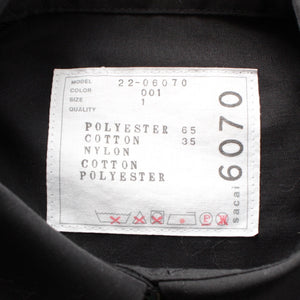 MODEL 22-06070
COLOR 001
SIZE 1
QUALITY
POLYESTER 65
COTTON 35
NYLON
COTTON
POLYESTER
sacai 6070